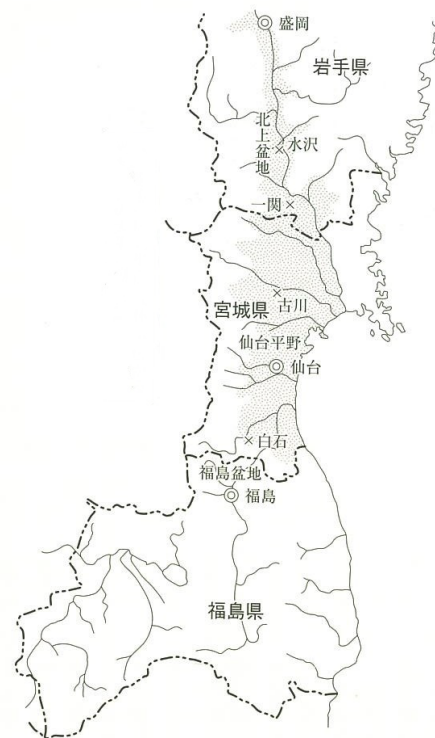 盛岡
岩手県
北上盆地
水沢
一関
古川
宮城県
仙台平野
仙台
白石
福島盆地
福島
福島県